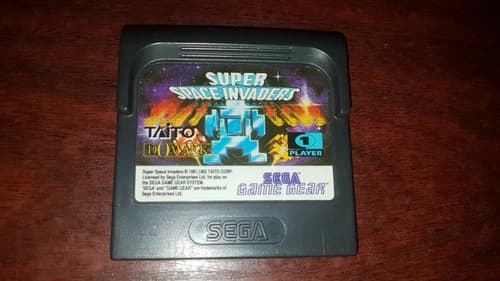 SUPER
SPACE INVADERS
TAITO
DOMARK
1
PLAYER
Super Space Invaders © 1991, 1992 TAITO CORP.
Licensed by Sega Enterprises Ltd. for play on
the SEGA GAME GEAR SYSTEM.
"SEGA" and "GAME GEAR" are trademarks of
Sega Enterprises Ltd.
SEGA
GAME GEAR
SEGA